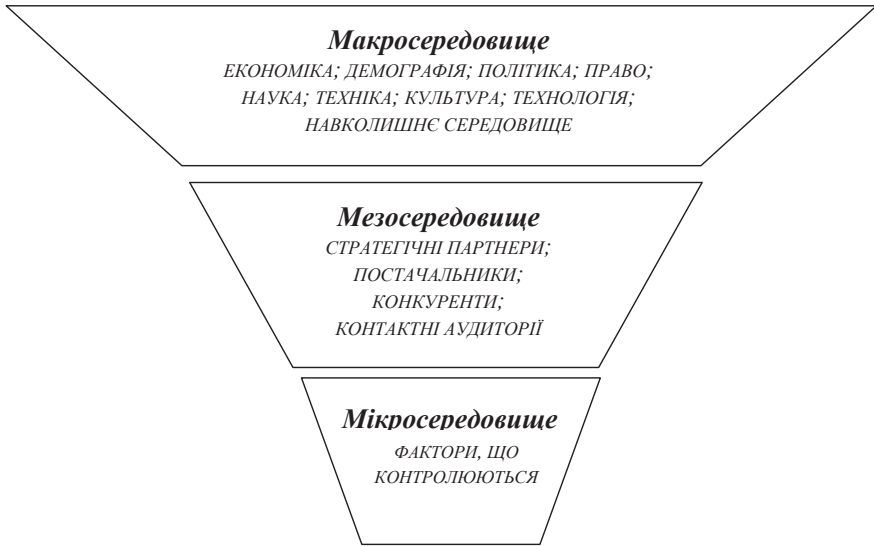 Макросередовище
ЕКОНОМІКА; ДЕМОГРАФІЯ; ПОЛІТИКА; ПРАВО;
НАУКА; ТЕХНІКА; КУЛЬТУРА; ТЕХНОЛОГІЯ;
НАВКОЛИШНЄ СЕРЕДОВИЩЕ
Мезосередовище
СТРАТЕГІЧНІ ПАРТНЕРИ;
ПОСТАЧАЛЬНИКИ;
КОНКУРЕНТИ;
КОНТАКТНІ АУДИТОРІЇ
Мікросередовище
ФАКТОРИ, ЩО
КОНТРОЛЮЮТЬСЯ